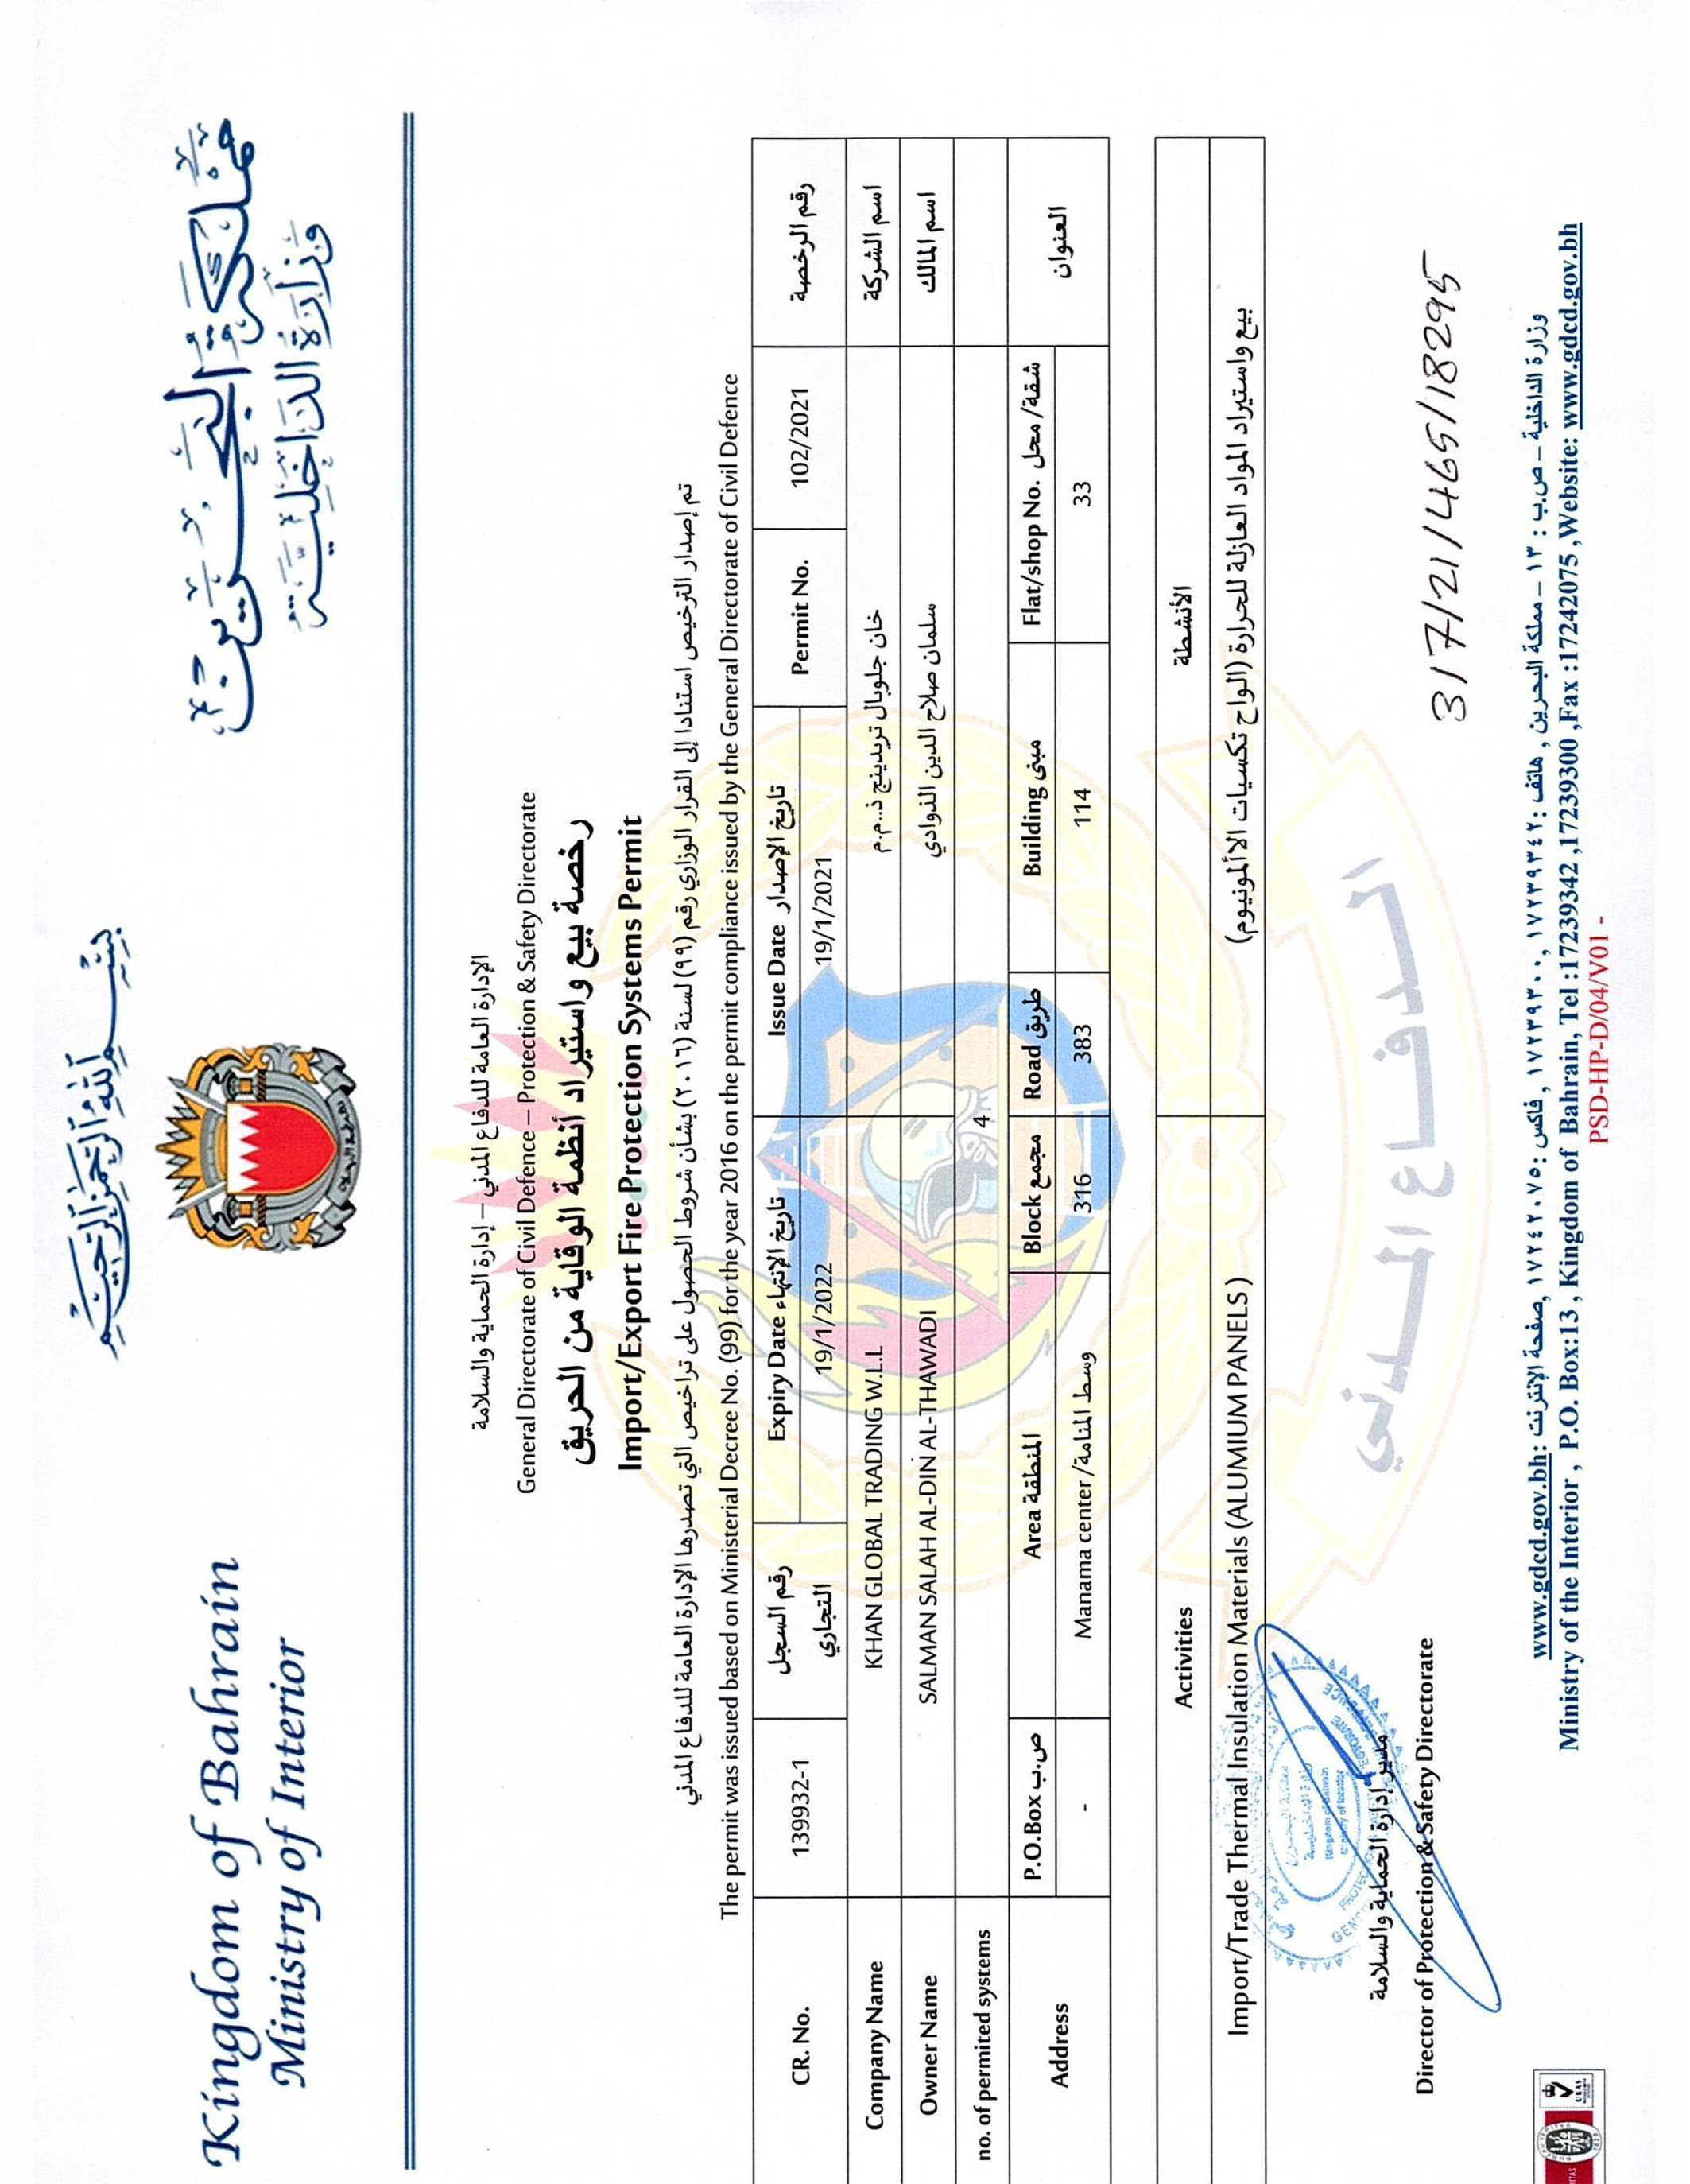 بِسْمِ اللَّهِ الرَّحْمَنِ الرَّحِيمِ
Kingdom of Bahrain
Ministry of Interior
مملكة البحرين
وزارة الداخلية
الإدارة العامة للدفاع المدني – إدارة الحماية والسلامة
General Directorate of Civil Defence – Protection & Safety Directorate
رخصة بيع واستيراد أنظمة الوقاية من الحريق
Import/Export Fire Protection Systems Permit
تم إصدار الترخيص استنادا إلى القرار الوزاري رقم (٩٩) لسنة (٢٠١٦) بشأن شروط الحصول على تراخيص التي تصدرها الإدارة العامة للدفاع المدني
The permit was issued based on Ministerial Decree No. (99) for the year 2016 on the permit compliance issued by the General Directorate of Civil Defence
CR. No. 139932-1 رقم السجل التجاري Expiry Date تاريخ الإنتهاء Issue Date تاريخ الإصدار Permit No. 102/2021 رقم الرخصة
19/1/2022 19/1/2021
Company Name KHAN GLOBAL TRADING W.L.L خان جلوبال تريدينج ذ..م.م اسم الشركة
Owner Name SALMAN SALAH AL-DIN AL-THAWADI سلمان صلاح الدين الذوادي اسم المالك
no. of permited systems 4
Address P.O.Box ص.ب Area المنطقة Block مجمع Road طريق Building مبنى Flat/shop No. شقة/ محل العنوان
- Manama center/وسط المنامة 316 383 114 33
Activities الأنشطة
Import/Trade Thermal Insulation Materials (ALUMIUM PANELS ) بيع واستيراد المواد العازلة للحرارة (الواح تكسيات الاألمونيوم)
مملكة البحرين
وزارة الداخلية
Kingdom of Bahrain
Ministry of Interior
مدير إدارة الحماية والسلامة
Director of Protection & Safety Directorate
الدفاع المدني
3/7/21/465/18295
وزارة الداخلية – ص.ب : ١٣ – مملكة البحرين , هاتف :١٧٢٣٩٣٤٢, ١٧٢٣٩٣٠٠ , فاكس :١٧٢٤٢٠٧٥ ,صفحة الإنترنت :www.gdcd.gov.bh
Ministry of the Interior , P.O. Box:13 , Kingdom of Bahrain, Tel :17239342 ,17239300 ,Fax :17242075 ,Website: www.gdcd.gov.bh
PSD-HP-D/04/V01 -
UKAS
1828